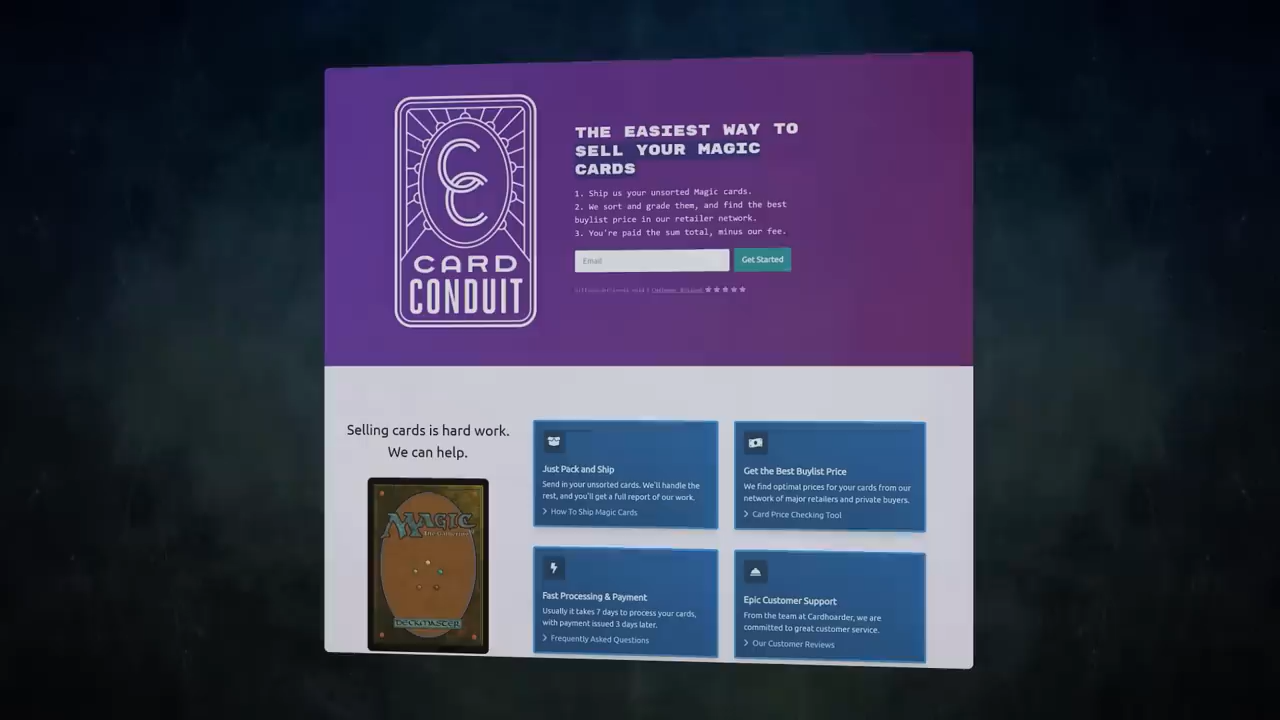 CARD
CONDUIT
THE EASIEST WAY TO
SELL YOUR MAGIC
CARDS
1. Ship us your unsorted Magic cards.
2. We sort and grade them, and find the best
buylist price in our retailer network.
3. You're paid the sum total, minus our fee.
Email
Get Started
Customer Reviews
Selling cards is hard work.
We can help.
MAGIC
The Gathering
DECKMASTER
Just Pack and Ship
Send in your unsorted cards. We'll handle the
rest, and you'll get a full report of our work.
How To Ship Magic Cards
Get the Best Buylist Price
We find optimal prices for your cards from our
network of major retailers and private buyers.
Card Price Checking Tool
Fast Processing & Payment
Usually it takes 7 days to process your cards,
with payment issued 3 days later.
Frequently Asked Questions
Epic Customer Support
From the team at Cardhoarder, we are
committed to great customer service.
Our Customer Reviews